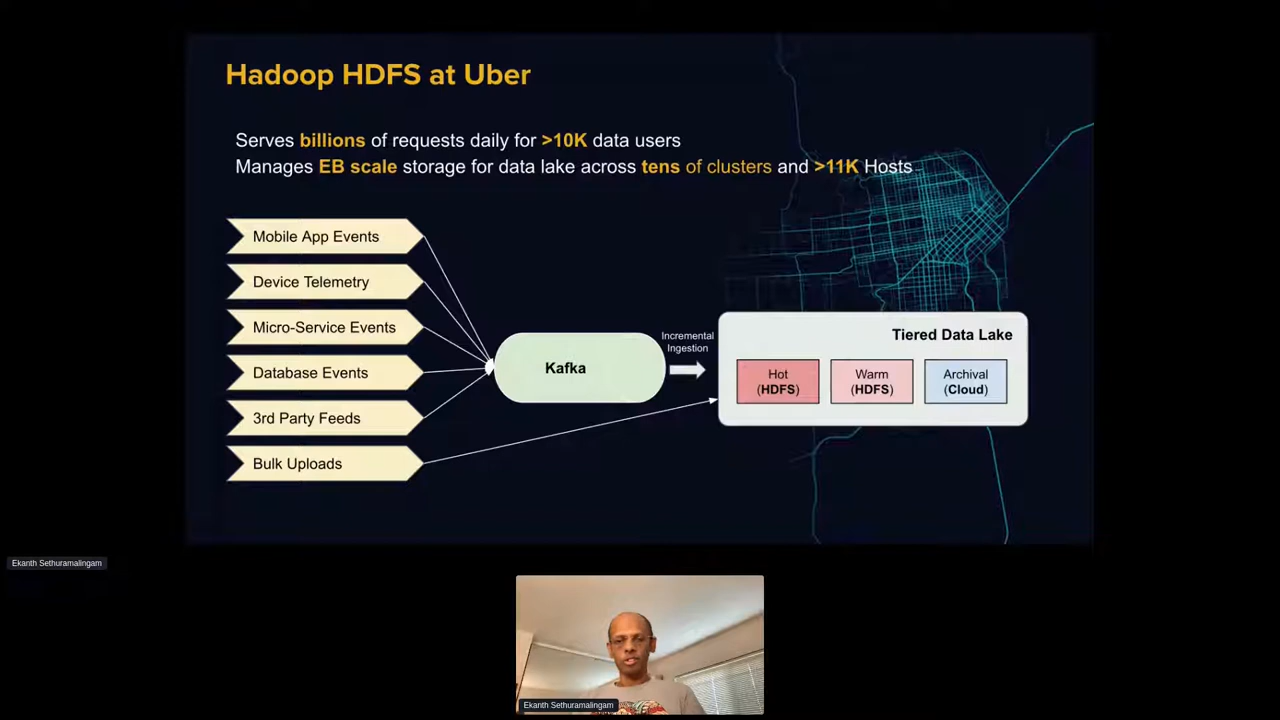 Hadoop HDFS at Uber
Serves billions of requests daily for >10K data users
Manages EB scale storage for data lake across tens of clusters and >11K Hosts
Mobile App Events
Device Telemetry
Micro-Service Events
Database Events
3rd Party Feeds
Bulk Uploads
Kafka
Incremental
Ingestion
Tiered Data Lake
Hot
(HDFS)
Warm
(HDFS)
Archival
(Cloud)
Ekanth Sethuramalingam
Ekanth Sethuramalingam